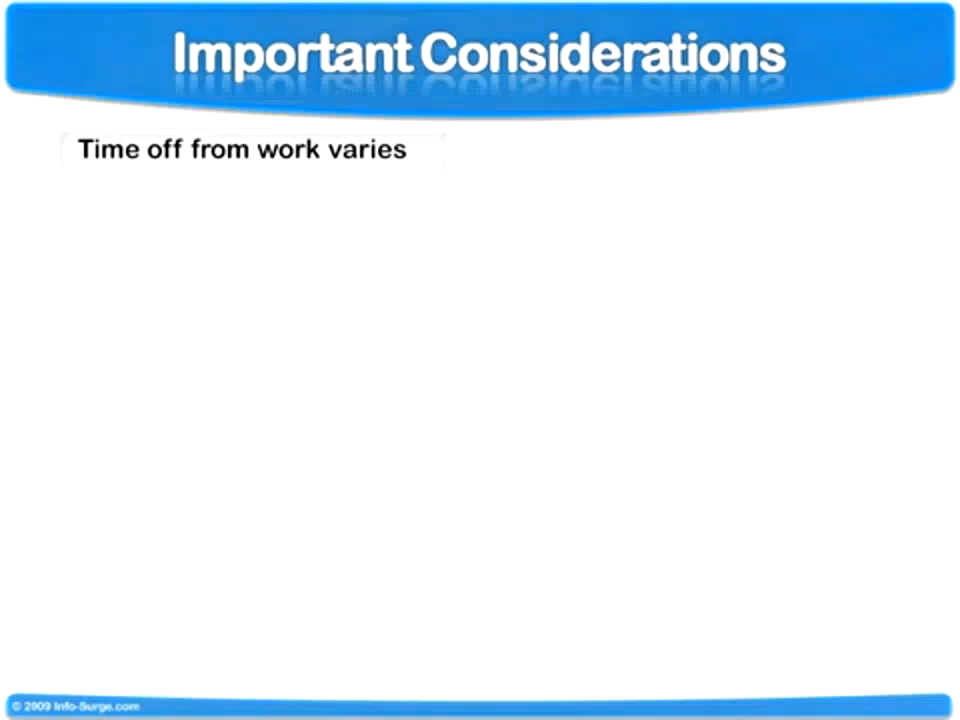 Important Considerations
Time off from work varies
© 2009 Info-Surge.com